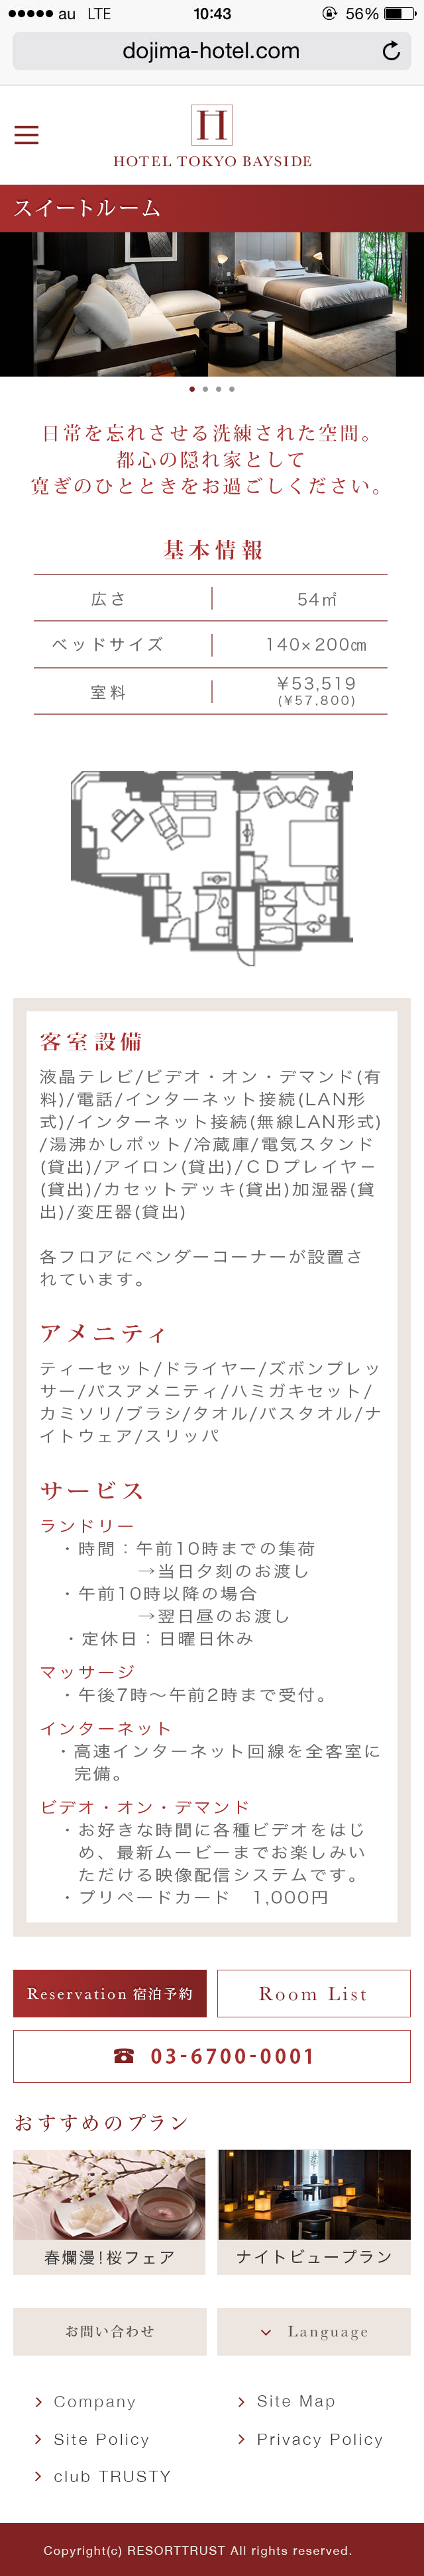 au LTE 10:43 56%
dojima-hotel.com
H
HOTEL TOKYO BAYSIDE
スイートルーム
日常を忘れさせる洗練された空間。
都心の隠れ家として
寛ぎのひとときをお過ごしください。
基本情報
広さ 54㎡
ベッドサイズ 140×200㎝
室料 ¥53,519
(¥57,800)
客室設備
液晶テレビ/ビデオ・オン・デマンド(有
料)/電話/インターネット接続(LAN形
式)/インターネット接続(無線LAN形式)
/湯沸かしポット/冷蔵庫/電気スタンド
(貸出)/アイロン(貸出)/ＣＤプレイヤー
(貸出)/カセットデッキ(貸出)加湿器(貸
出)/変圧器(貸出)
各フロアにベンダーコーナーが設置さ
れています。
アメニティ
ティーセット/ドライヤー/ズボンプレッ
サー/バスアメニティ/ハミガキセット/
カミソリ/ブラシ/タオル/バスタオル/ナ
イトウェア/スリッパ
サービス
ランドリー
・時間：午前10時までの集荷
→当日夕刻のお渡し
・午前10時以降の場合
→翌日昼のお渡し
・定休日：日曜日休み
マッサージ
・午後7時〜午前2時まで受付。
インターネット
・高速インターネット回線を全客室に
完備。
ビデオ・オン・デマンド
・お好きな時間に各種ビデオをはじ
め、最新ムービーまでお楽しみい
ただける映像配信システムです。
・プリペードカード　1,000円
Reservation 宿泊予約 Room List
☎ 03-6700-0001
おすすめのプラン
春爛漫!桜フェア ナイトビュープラン
お問い合わせ Language
Company Site Map
Site Policy Privacy Policy
club TRUSTY
Copyright(c) RESORTTRUST All rights reserved.